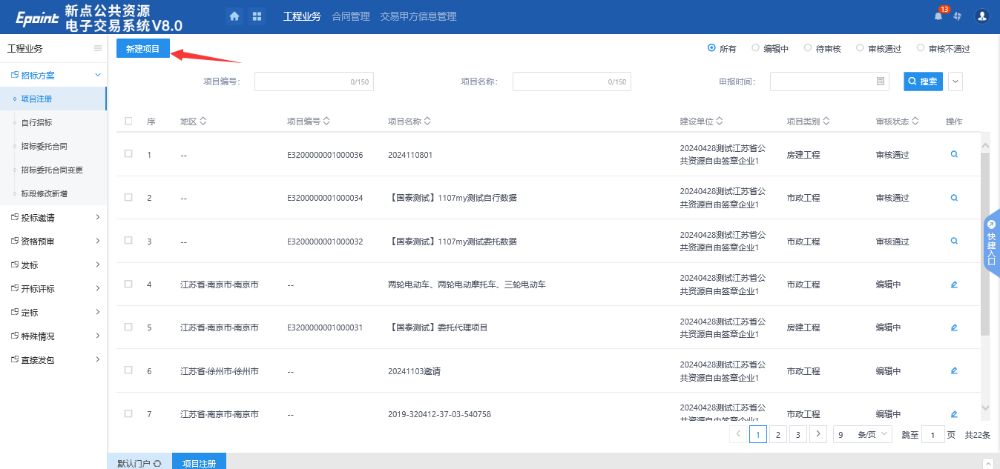 Epoint 新点公共资源
电子交易系统V8.0
工程业务 合同管理 交易甲方信息管理
13
工程业务
招标方案
项目注册
自行招标
招标委托合同
招标委托合同变更
标段修改新增
投标邀请
资格预审
发标
开标评标
定标
特殊情况
直接发包
新建项目
所有 编辑中 待审核 审核通过 审核不通过
项目编号: 0/150 项目名称: 0/150 申报时间: 搜索
序 地区 项目编号 项目名称 建设单位 项目类别 审核状态 操作
1 -- E3200000001000036 2024110801 20240428测试江苏省公
共资源自由签章企业1 房建工程 审核通过
2 -- E3200000001000034 【国泰测试】1107my测试自行数据 20240428测试江苏省公
共资源自由签章企业1 市政工程 审核通过
3 -- E3200000001000032 【国泰测试】1107my测试委托数据 20240428测试江苏省公
共资源自由签章企业1 市政工程 审核通过
4 江苏省·南京市·南京市 -- 两轮电动车、两轮电动摩托车、三轮电动车 20240428测试江苏省公
共资源自由签章企业1 市政工程 编辑中
5 江苏省·南京市·南京市 E3200000001000031 【国泰测试】委托代理项目 20240428测试江苏省公
共资源自由签章企业1 房建工程 编辑中
6 江苏省·徐州市·徐州市 -- 20241103邀请 20240428测试江苏省公
共资源自由签章企业1 市政工程 编辑中
7 江苏省·南京市·南京市 -- 2019-320412-37-03-540758 20240428测试江苏省公
共资源自由签章企业1 市政工程 编辑中
快捷入口
1 2 3 9 条/页 跳至 1 页 共22条
默认门户 项目注册